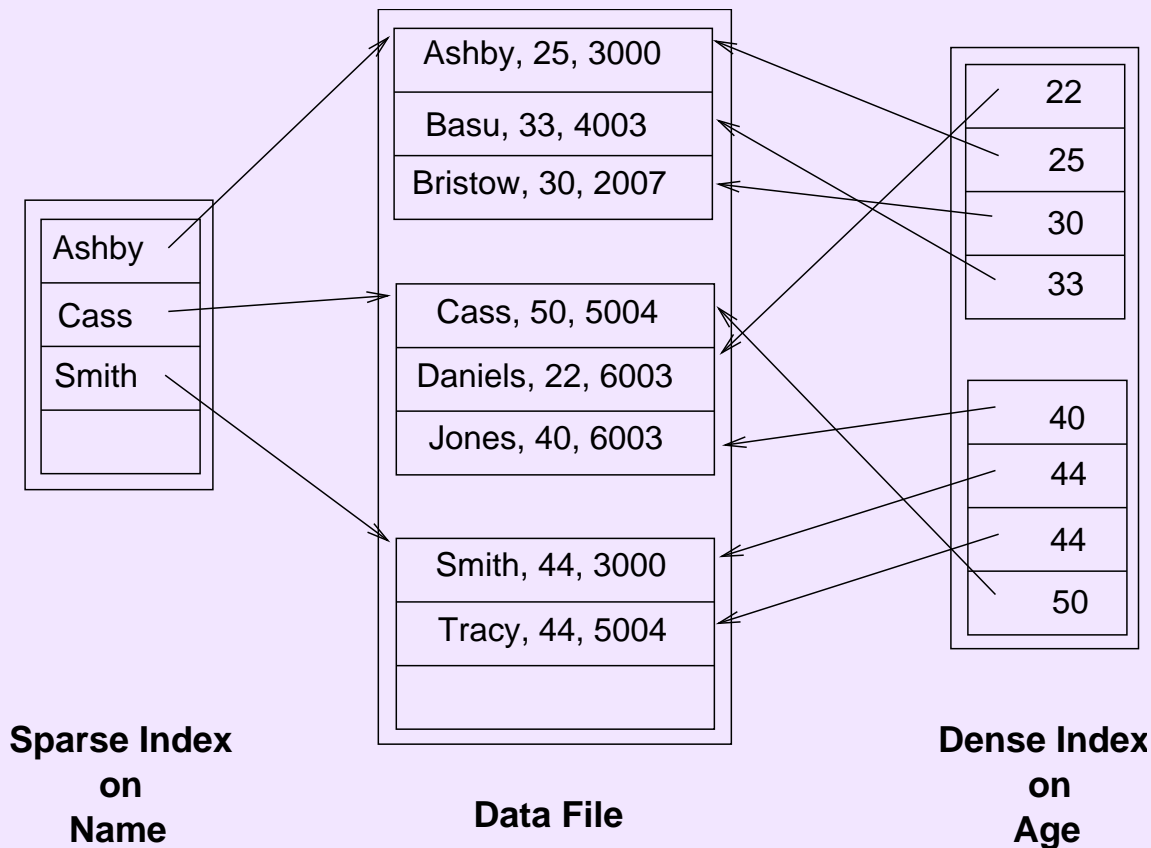 Ashby
Cass
Smith
Sparse Index
on
Name
Ashby, 25, 3000
Basu, 33, 4003
Bristow, 30, 2007
Cass, 50, 5004
Daniels, 22, 6003
Jones, 40, 6003
Smith, 44, 3000
Tracy, 44, 5004
Data File
22
25
30
33
40
44
44
50
Dense Index
on
Age